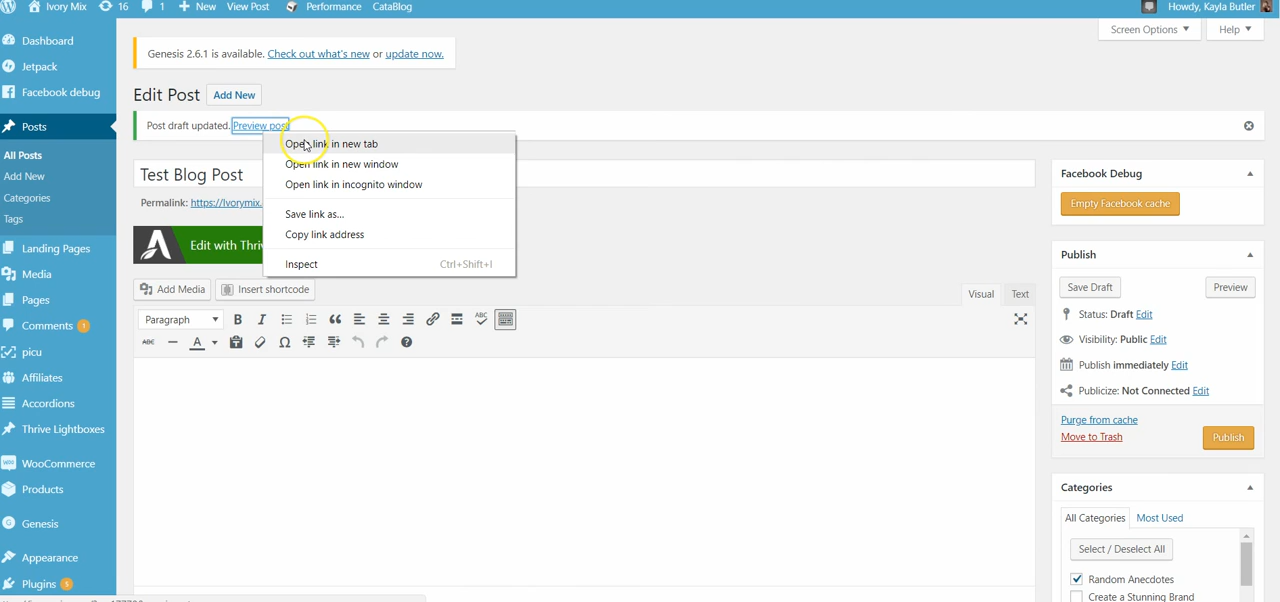 Ivory Mix 16 1 New View Post Performance CataBlog Howdy, Kayla Butler
Screen Options Help
Dashboard
Jetpack
Facebook debug
Posts
All Posts
Add New
Categories
Tags
Landing Pages
Media
Pages
Comments 1
picu
Affiliates
Accordions
Thrive Lightboxes
WooCommerce
Products
Genesis
Appearance
Plugins 5
Genesis 2.6.1 is available. Check out what's new or update now.
Edit Post Add New
Post draft updated. Preview post
Open link in new tab
Open link in new window
Open link in incognito window
Save link as...
Copy link address
Inspect Ctrl+Shift+I
Test Blog Post
Permalink: https://Ivorymix.
Edit with
Add Media Insert shortcode
Visual Text
Paragraph B I ABC
ABC A Ω
Facebook Debug
Empty Facebook cache
Publish
Save Draft Preview
Status: Draft Edit
Visibility: Public Edit
Publish immediately Edit
Publicize: Not Connected Edit
Purge from cache
Move to Trash Publish
Categories
All Categories Most Used
Select / Deselect All
Random Anecdotes
Create a Stunning Brand